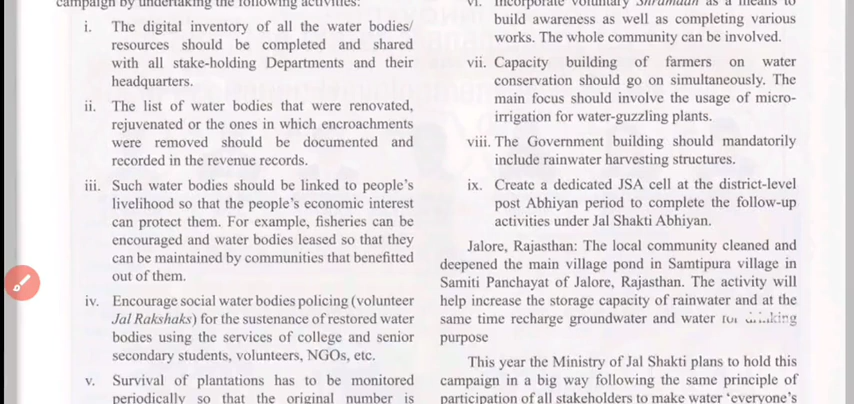 campaign by undertaking the following activities:
i. The digital inventory of all the water bodies/
resources should be completed and shared
with all stake-holding Departments and their
headquarters.
ii. The list of water bodies that were renovated,
rejuvenated or the ones in which encroachments
were removed should be documented and
recorded in the revenue records.
iii. Such water bodies should be linked to people’s
livelihood so that the people’s economic interest
can protect them. For example, fisheries can be
encouraged and water bodies leased so that they
can be maintained by communities that benefitted
out of them.
iv. Encourage social water bodies policing (volunteer
Jal Rakshaks) for the sustenance of restored water
bodies using the services of college and senior
secondary students, volunteers, NGOs, etc.
v. Survival of plantations has to be monitored
periodically so that the original number is
vi. Incorporate voluntary Shramdaan as a means to
build awareness as well as completing various
works. The whole community can be involved.
vii. Capacity building of farmers on water
conservation should go on simultaneously. The
main focus should involve the usage of micro-
irrigation for water-guzzling plants.
viii. The Government building should mandatorily
include rainwater harvesting structures.
ix. Create a dedicated JSA cell at the district-level
post Abhiyan period to complete the follow-up
activities under Jal Shakti Abhiyan.
Jalore, Rajasthan: The local community cleaned and
deepened the main village pond in Samtipura village in
Samiti Panchayat of Jalore, Rajasthan. The activity will
help increase the storage capacity of rainwater and at the
same time recharge groundwater and water for drinking
purpose
This year the Ministry of Jal Shakti plans to hold this
campaign in a big way following the same principle of
participation of all stakeholders to make water ‘everyone’s